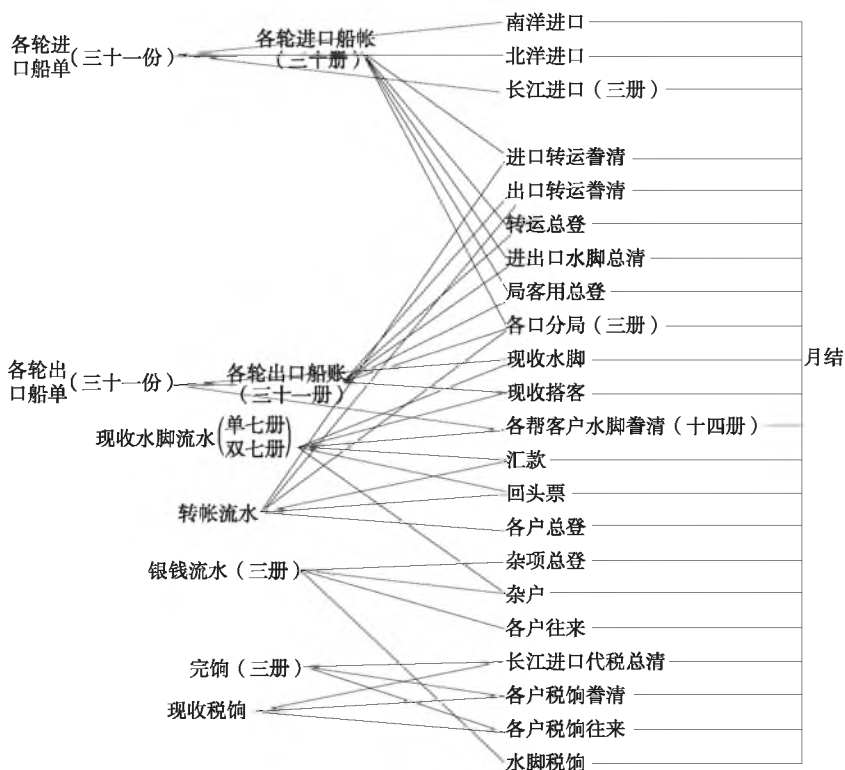 南洋进口
各轮进
口船单
(三十一份)
各轮进口船帐
(三十册)
北洋进口
长江进口(三册)
进口转运誊清
出口转运誊清
转运总登
进出口水脚总清
局客用总登
各口分局(三册)
现收水脚
月结
各轮出
口船单
(三十一份)
各轮出口船账
(三十一册)
现收搭客
现收水脚流水
单七册
双七册
各帮客户水脚誊清(十四册)
汇款
回头票
转帐流水
各户总登
银钱流水(三册)
杂项总登
杂户
各户往来
完饷(三册)
长江进口代税总清
现收税饷
各户税饷誊清
各户税饷往来
水脚税饷